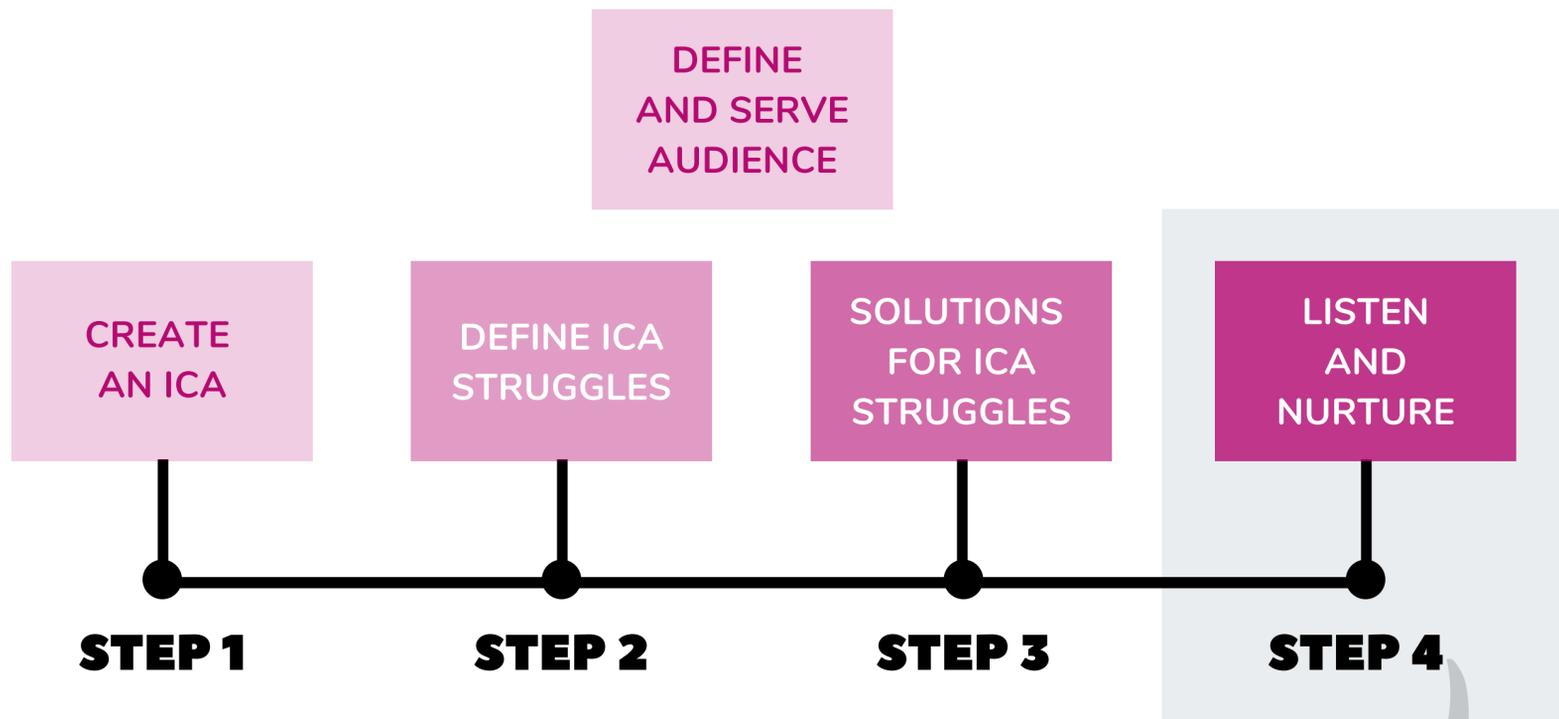 DEFINE
AND SERVE
AUDIENCE
CREATE
AN ICA
DEFINE ICA
STRUGGLES
SOLUTIONS
FOR ICA
STRUGGLES
LISTEN
AND
NURTURE
STEP 1
STEP 2
STEP 3
STEP 4